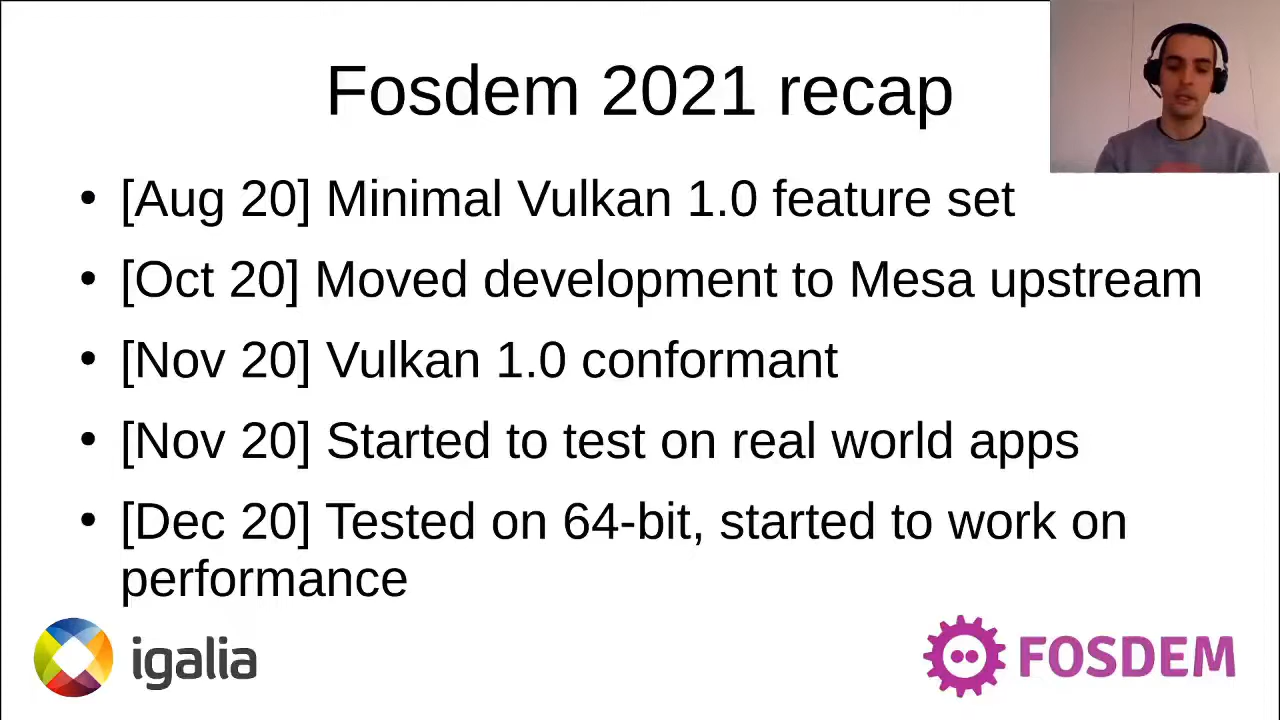 Fosdem 2021 recap
• [Aug 20] Minimal Vulkan 1.0 feature set
• [Oct 20] Moved development to Mesa upstream
• [Nov 20] Vulkan 1.0 conformant
• [Nov 20] Started to test on real world apps
• [Dec 20] Tested on 64-bit, started to work on
performance
igalia
FOSDEM